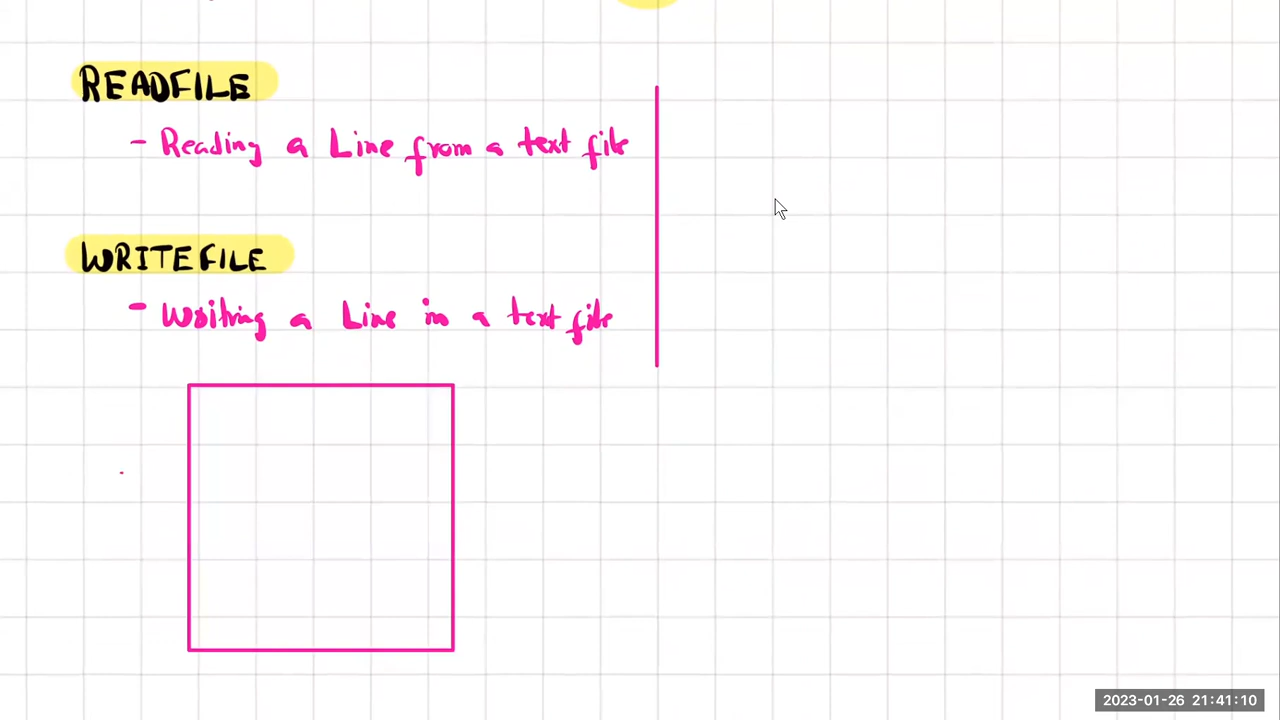 READFILE
- Reading a Line from a text file
WRITEFILE
- Writing a Line in a text file
2023-01-26 21:41:10